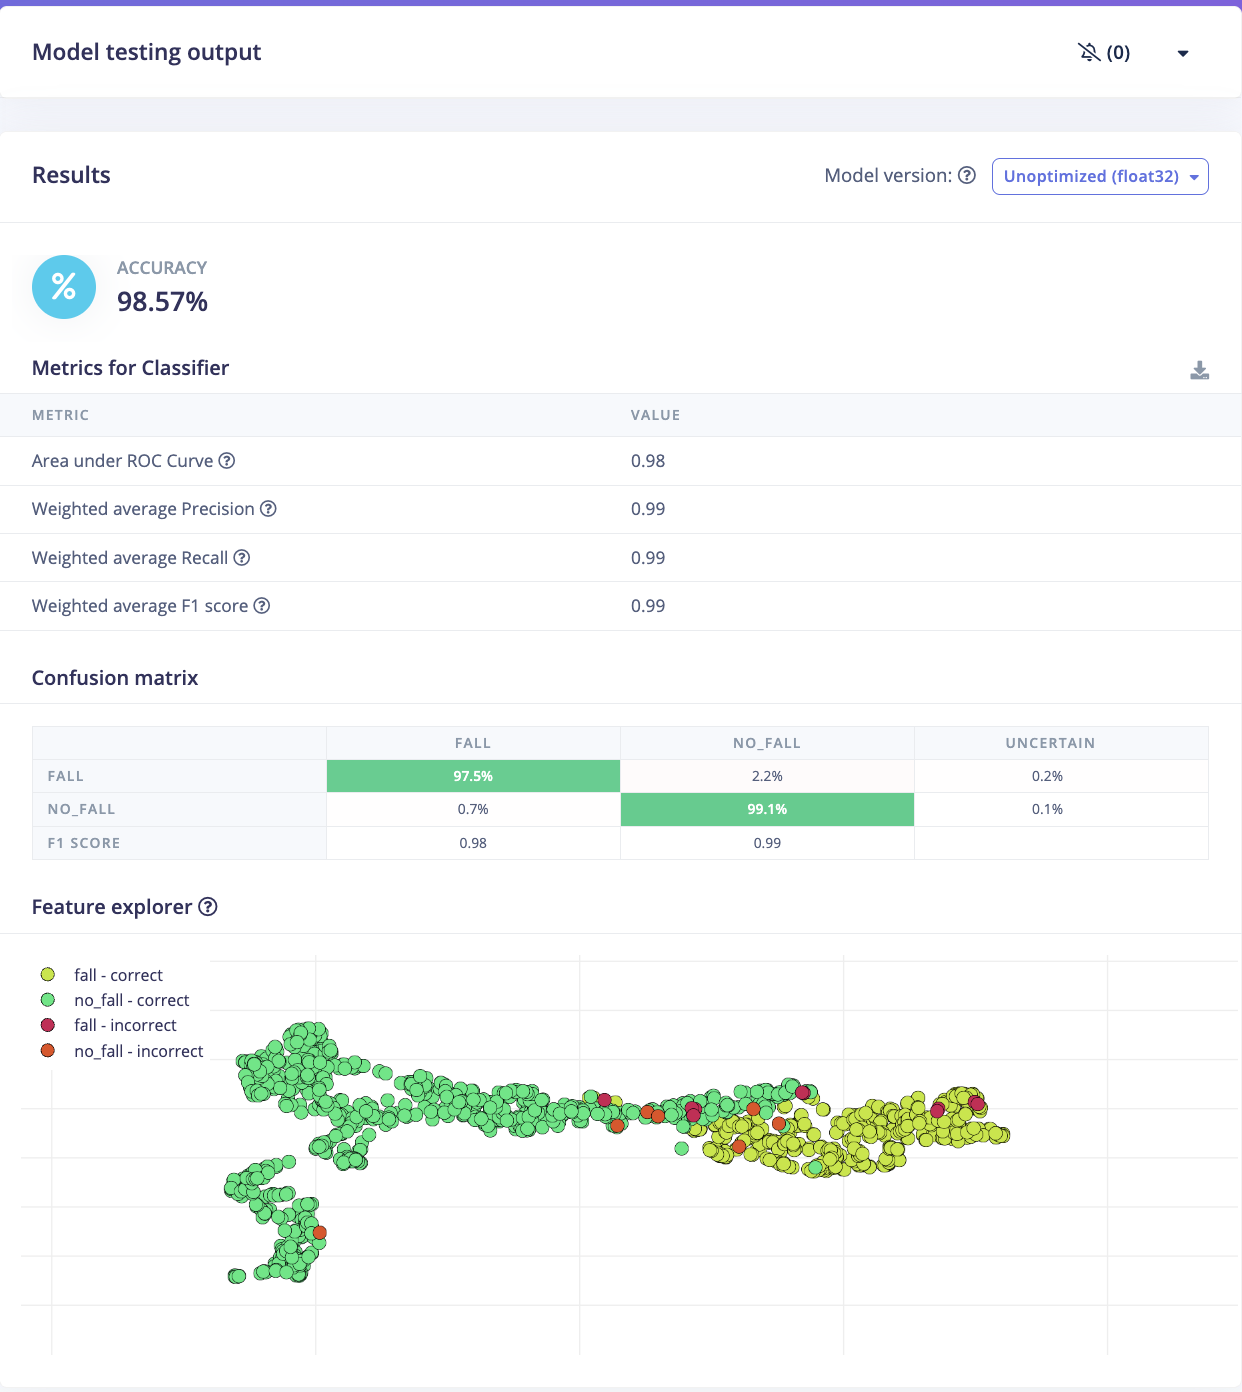 Model testing output
(0)
Results
Model version:
Unoptimized (float32)
%
ACCURACY
98.57%
Metrics for Classifier
METRIC VALUE
Area under ROC Curve ? 0.98
Weighted average Precision ? 0.99
Weighted average Recall ? 0.99
Weighted average F1 score ? 0.99
Confusion matrix
FALL NO_FALL UNCERTAIN
FALL 97.5% 2.2% 0.2%
NO_FALL 0.7% 99.1% 0.1%
F1 SCORE 0.98 0.99
Feature explorer ?
fall - correct
no_fall - correct
fall - incorrect
no_fall - incorrect